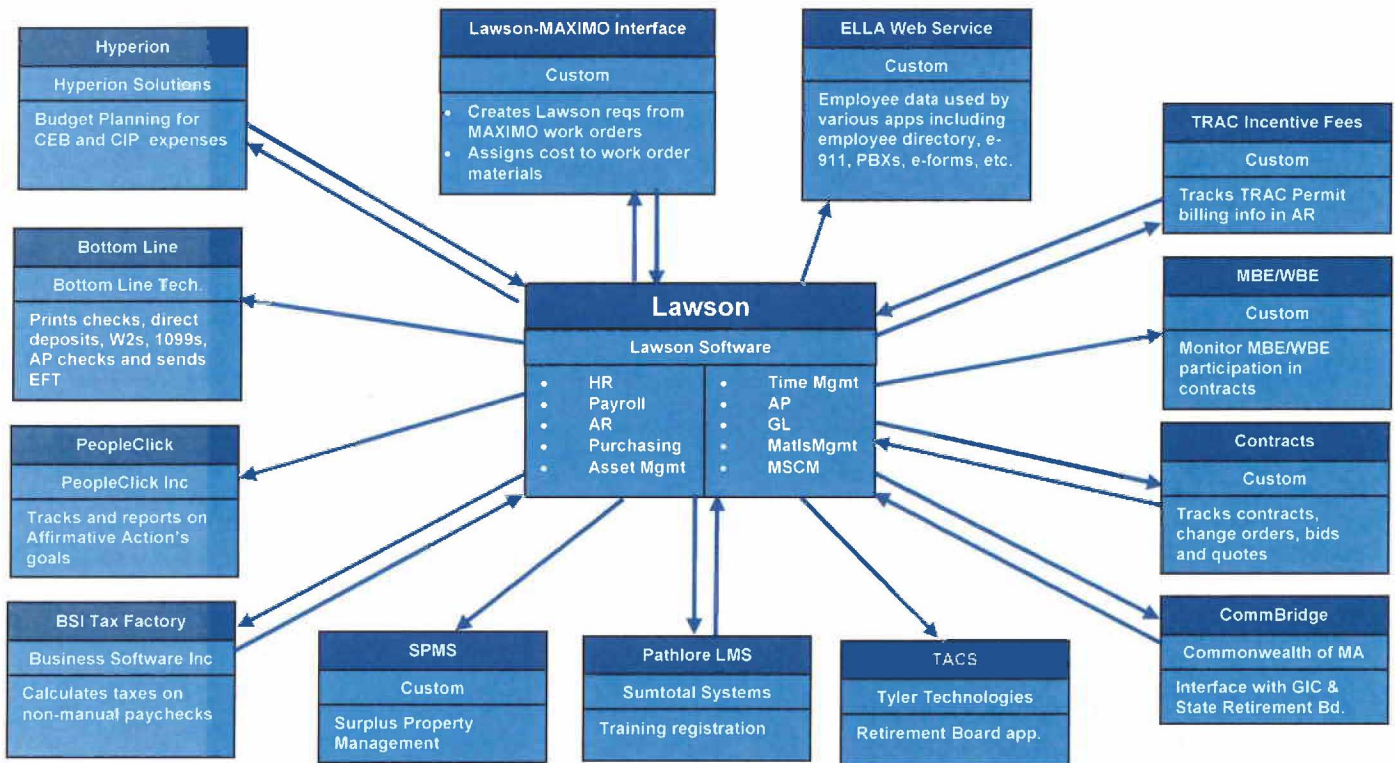 Hyperion
Hyperion Solutions
Budget Planning for
CEB and CIP expenses
Lawson-MAXIMO Interface
Custom
• Creates Lawson reqs from
MAXIMO work orders
• Assigns cost to work order
materials
ELLA Web Service
Custom
Employee data used by
various apps including
employee directory, e-
911, PBXs, e-forms, etc.
TRAC Incentive Fees
Custom
Tracks TRAC Permit
billing info in AR
Bottom Line
Bottom Line Tech.
Prints checks, direct
deposits, W2s, 1099s,
AP checks and sends
EFT
Lawson
Lawson Software
• HR
• Payroll
• AR
• Purchasing
• Asset Mgmt
• Time Mgmt
• AP
• GL
• MatlsMgmt
• MSCM
MBE/WBE
Custom
Monitor MBE/WBE
participation in
contracts
PeopleClick
PeopleClick Inc
Tracks and reports on
Affirmative Action's
goals
Contracts
Custom
Tracks contracts,
change orders, bids
and quotes
BSI Tax Factory
Business Software Inc
Calculates taxes on
non-manual paychecks
SPMS
Custom
Surplus Property
Management
Pathlore LMS
Sumtotal Systems
Training registration
TACS
Tyler Technologies
Retirement Board app.
CommBridge
Commonwealth of MA
Interface with GIC &
State Retirement Bd.